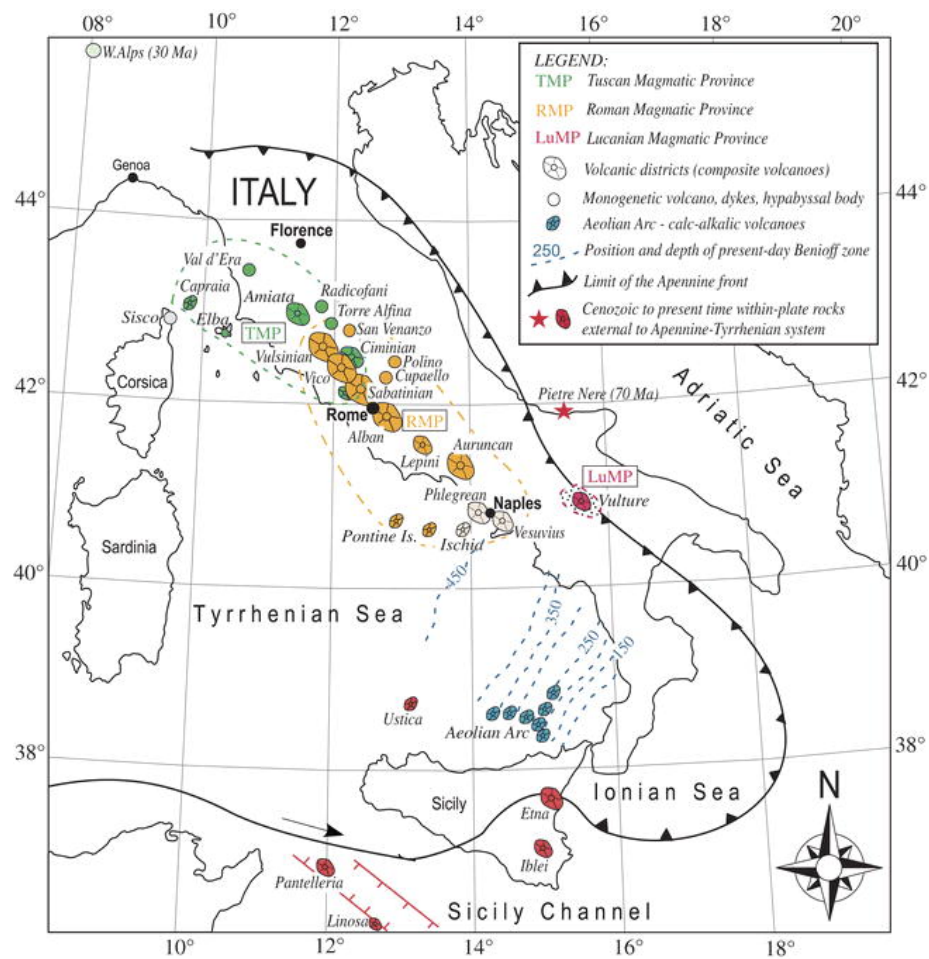 08°
10°
12°
14°
16°
18°
20°
W.Alps (30 Ma)
LEGEND:
TMP Tuscan Magmatic Province
RMP Roman Magmatic Province
LuMP Lucanian Magmatic Province
Volcanic districts (composite volcanoes)
Monogenetic volcano, dykes, hypabyssal body
Aeolian Arc - calc-alkalic volcanoes
250 Position and depth of present-day Benioff zone
Limit of the Apennine front
Cenozoic to present time within-plate rocks
external to Apennine-Tyrrhenian system
Genoa
ITALY
44°
44°
Florence
Val d'Era
Capraia
Amiata
Radicofani
Torre Alfina
Sisco
Elba
TMP
San Venanzo
Ciminian
Vulsinian
Polino
Corsica
Vico
Cupaello
42°
42°
Sabatinian
Pietre Nere (70 Ma)
Adriatic Sea
Rome
RMP
Alban
Auruncan
Lepini
LuMP
Phlegrean
Naples
Vulture
Pontine Is.
Ischid
Vesuvius
Sardinia
40°
40°
450
Tyrrhenian Sea
350
250
150
Ustica
Aeolian Arc
38°
38°
Sicily
Etna
Ionian Sea
N
Iblei
Pantelleria
Linosa
Sicily Channel
10°
12°
14°
16°
18°